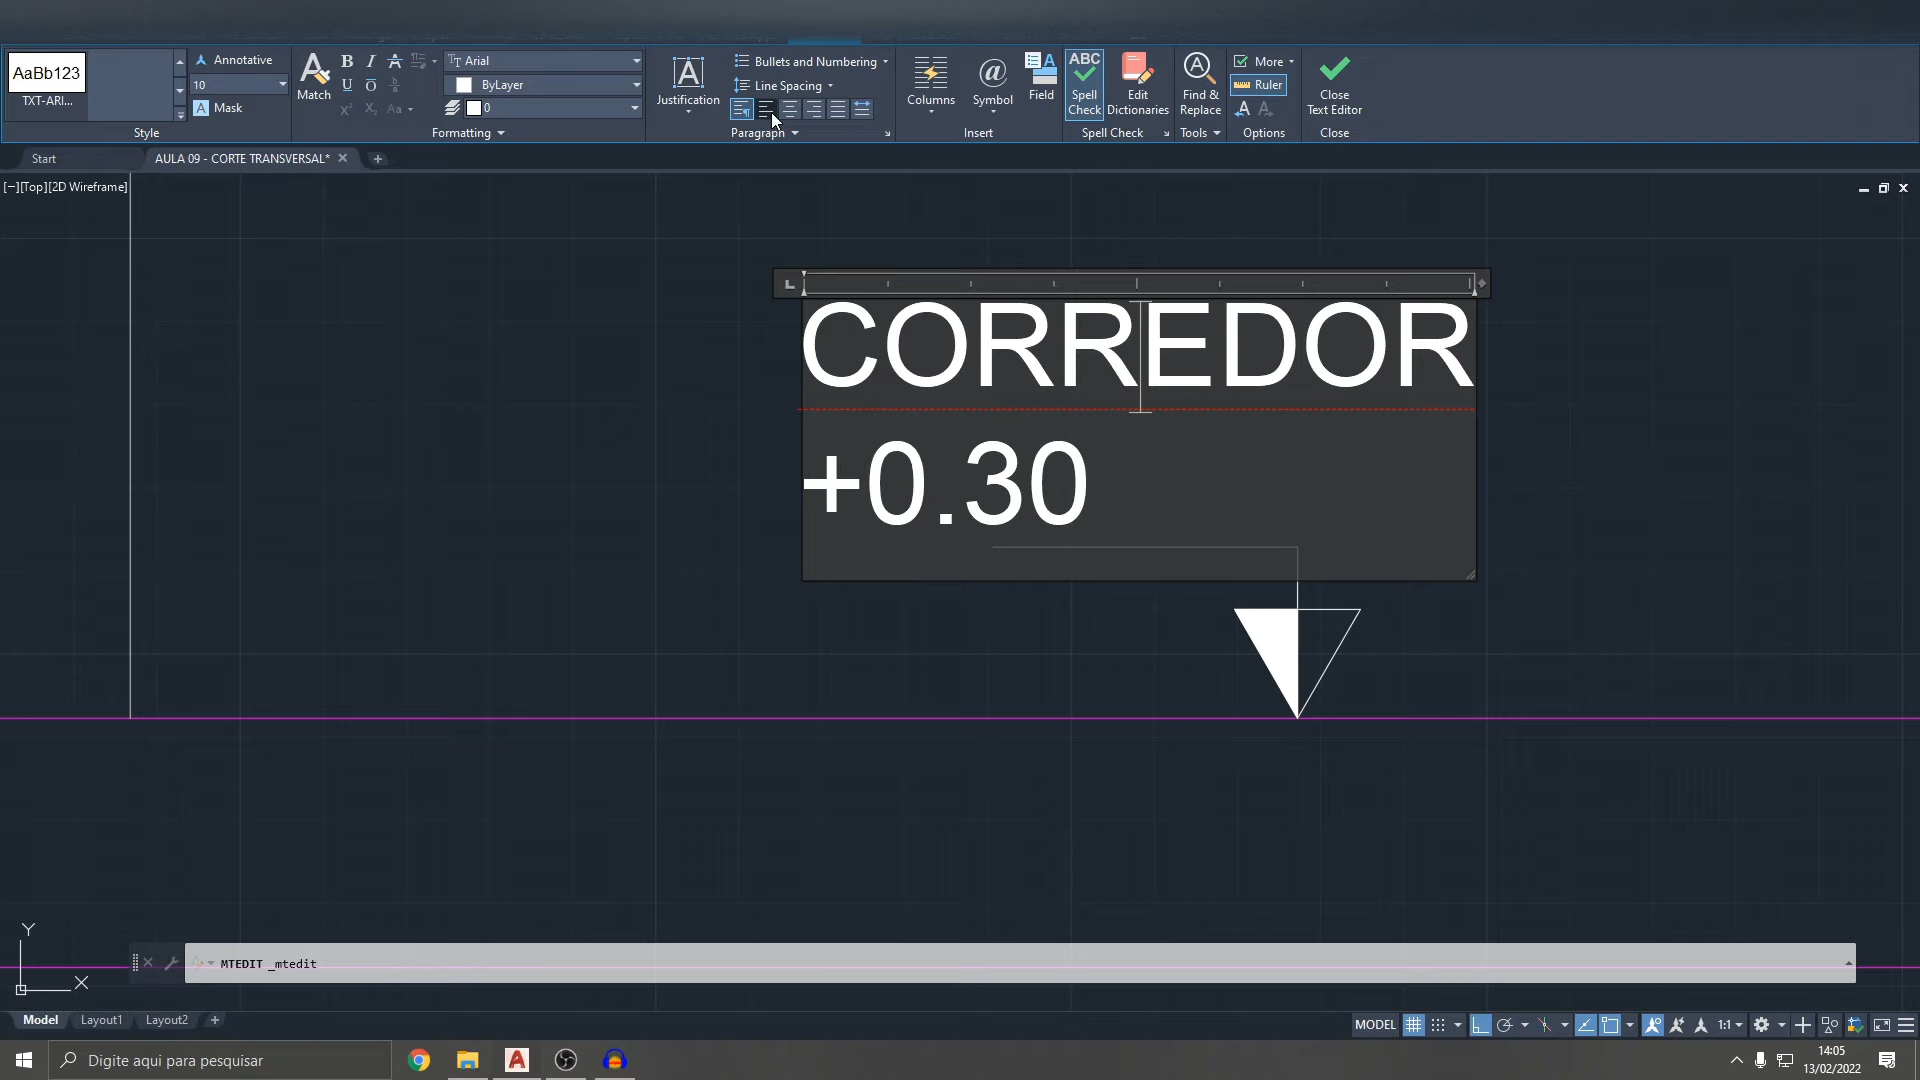 AaBb123
TXT-ARI...
Annotative
10
Mask
Style
Match
B
I
U
Arial
ByLayer
0
Formatting
Justification
Bullets and Numbering
Line Spacing
Paragraph
Columns
Symbol
Field
Insert
ABC
Spell
Check
Edit
Dictionaries
Spell Check
Find &
Replace
Tools
More
Ruler
Options
Close
Text Editor
Close
Start
AULA 09 - CORTE TRANSVERSAL*
[−][Top][2D Wireframe]
CORREDOR
+0.30
Y
X
MTEDIT _mtedit
Model
Layout1
Layout2
MODEL
1:1
Digite aqui para pesquisar
14:05
13/02/2022